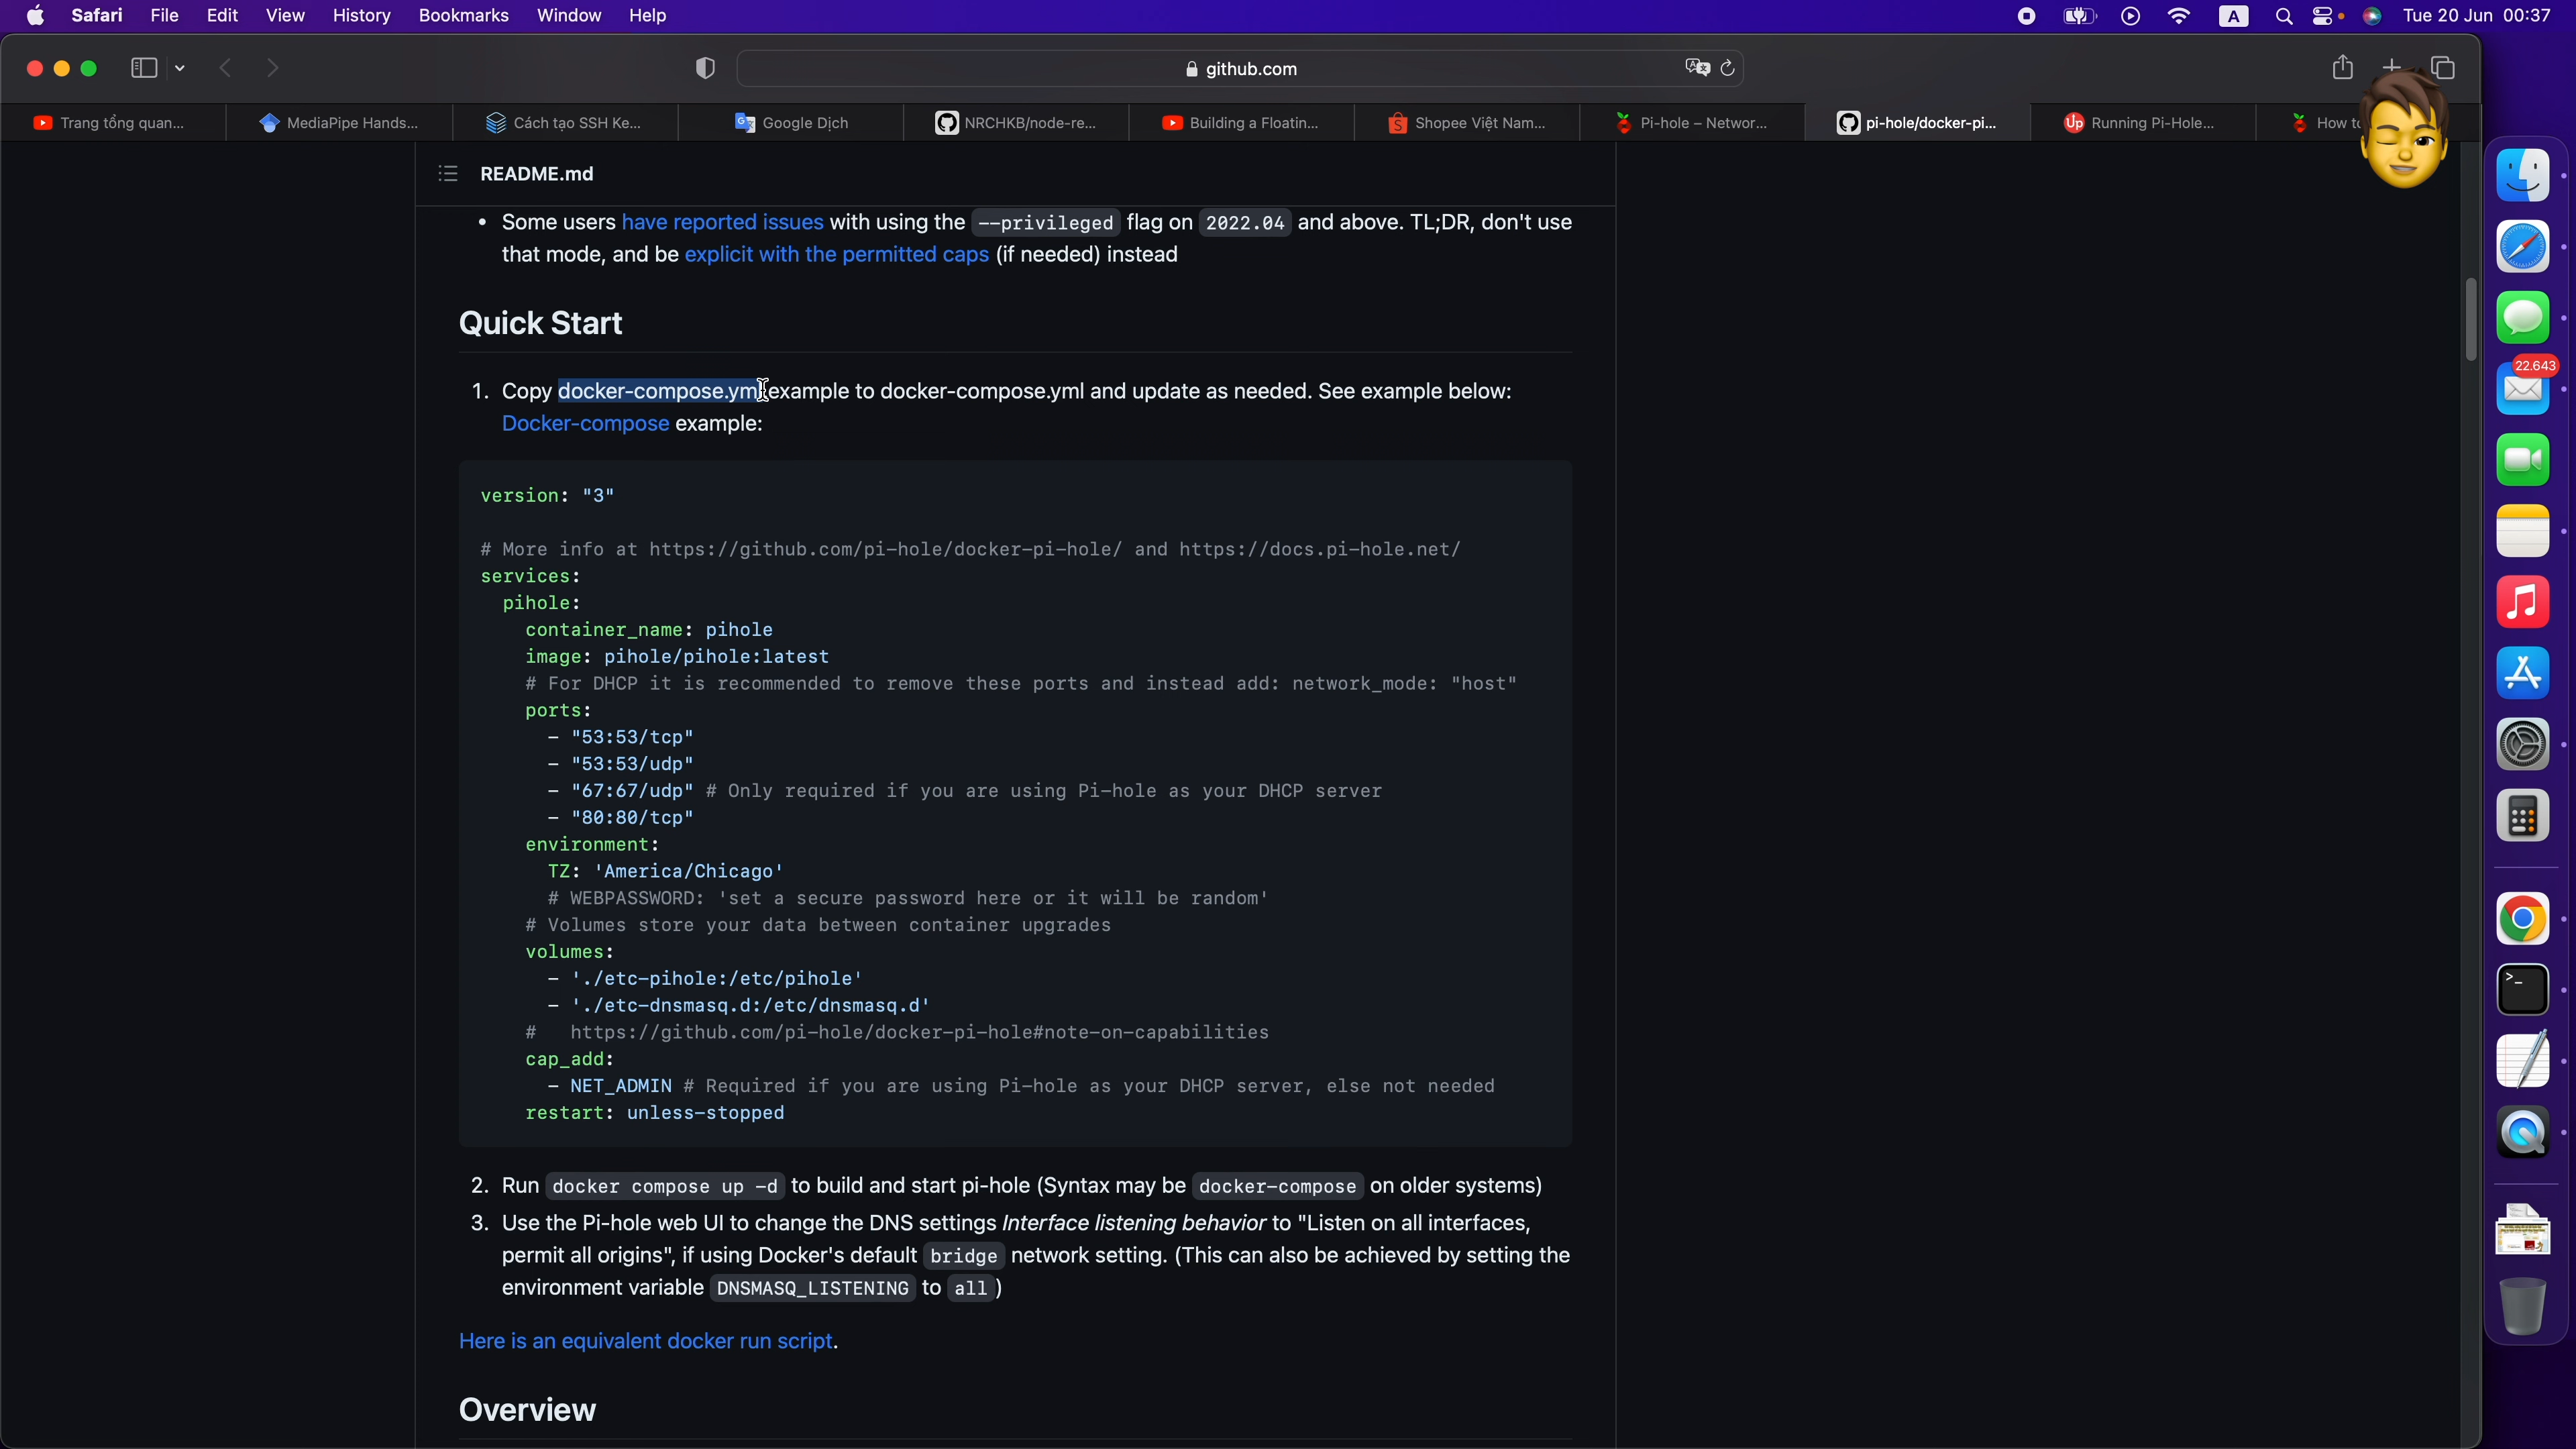 Safari File Edit View History Bookmarks Window Help A Tue 20 Jun 00:37
github.com
Trang tổng quan... MediaPipe Hands... Cách tạo SSH Ke... Google Dịch NRCHKB/node-re... Building a Floatin... Shopee Việt Nam... Pi-hole – Networ... pi-hole/docker-pi... Running Pi-Hole... How to
README.md
• Some users have reported issues with using the --privileged flag on 2022.04 and above. TL;DR, don't use
that mode, and be explicit with the permitted caps (if needed) instead
Quick Start
1. Copy docker-compose.yml example to docker-compose.yml and update as needed. See example below:
Docker-compose example:
version: "3"
# More info at https://github.com/pi-hole/docker-pi-hole/ and https://docs.pi-hole.net/
services:
pihole:
container_name: pihole
image: pihole/pihole:latest
# For DHCP it is recommended to remove these ports and instead add: network_mode: "host"
ports:
- "53:53/tcp"
- "53:53/udp"
- "67:67/udp" # Only required if you are using Pi-hole as your DHCP server
- "80:80/tcp"
environment:
TZ: 'America/Chicago'
# WEBPASSWORD: 'set a secure password here or it will be random'
# Volumes store your data between container upgrades
volumes:
- './etc-pihole:/etc/pihole'
- './etc-dnsmasq.d:/etc/dnsmasq.d'
# https://github.com/pi-hole/docker-pi-hole#note-on-capabilities
cap_add:
- NET_ADMIN # Required if you are using Pi-hole as your DHCP server, else not needed
restart: unless-stopped
2. Run docker compose up -d to build and start pi-hole (Syntax may be docker-compose on older systems)
3. Use the Pi-hole web UI to change the DNS settings Interface listening behavior to "Listen on all interfaces,
permit all origins", if using Docker's default bridge network setting. (This can also be achieved by setting the
environment variable DNSMASQ_LISTENING to all )
Here is an equivalent docker run script.
Overview
22.643